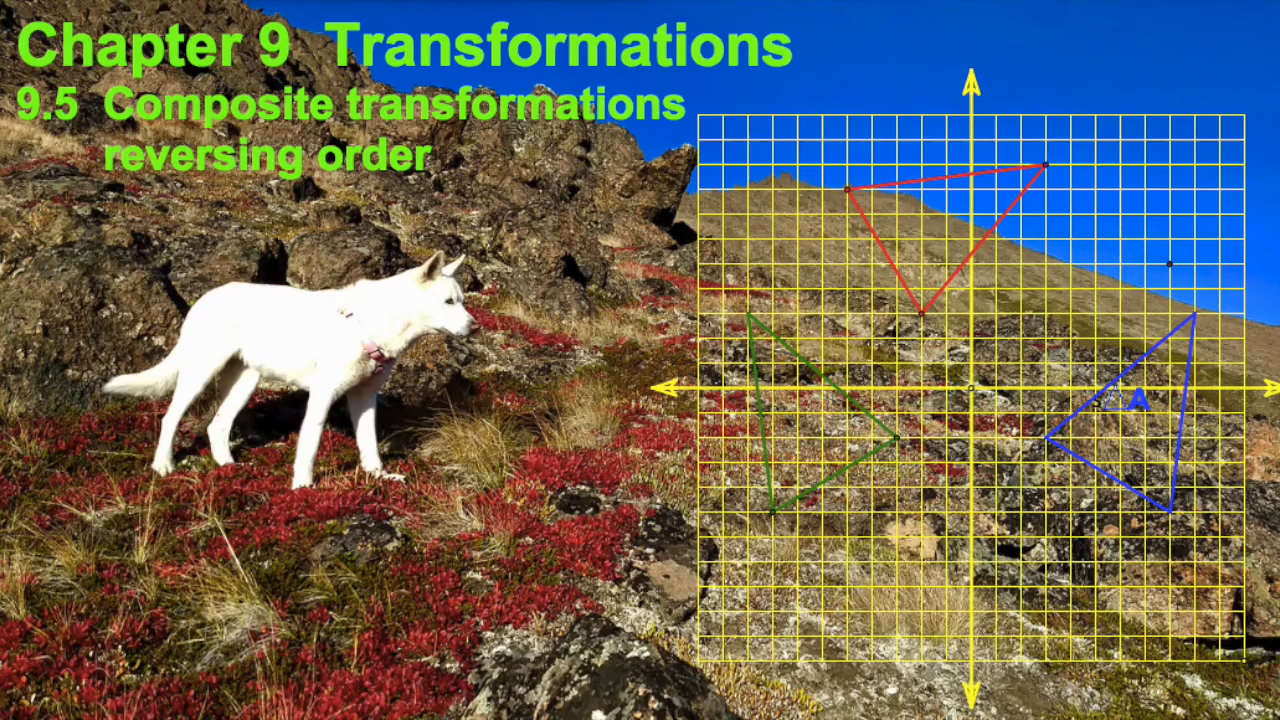 Chapter 9 Transformations
9.5 Composite transformations
reversing order
A